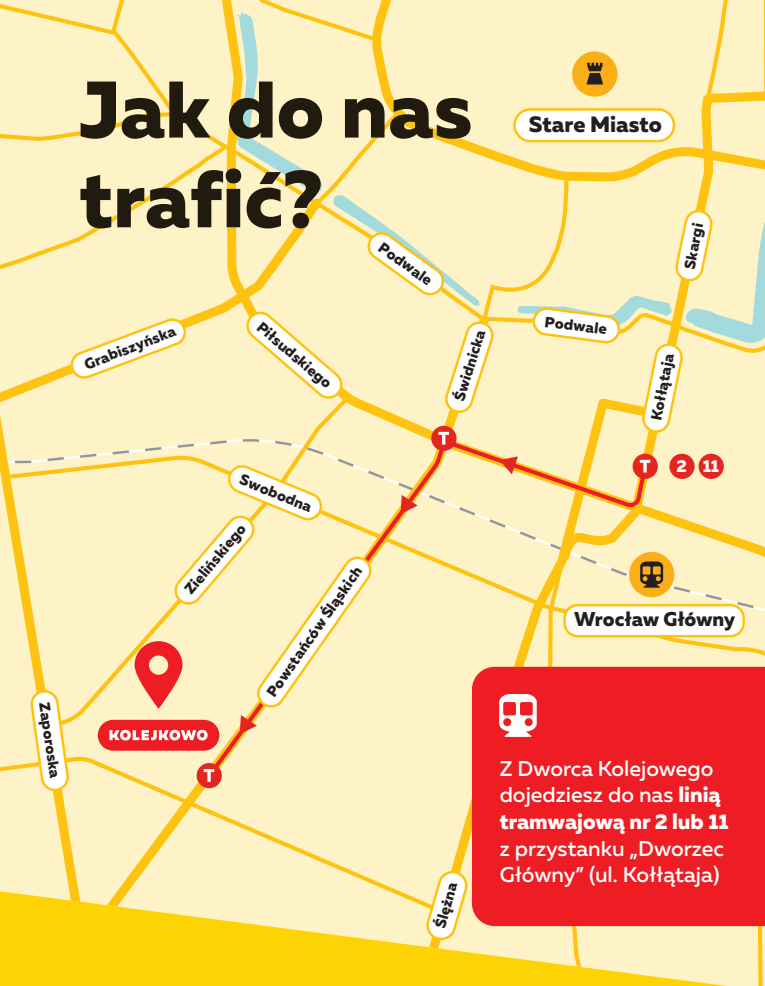 Jak do nas
trafić?
Stare Miasto
Skargi
Podwale
Podwale
Grabiszyńska
Piłsudskiego
Świdnicka
Kołłątaja
T
T 2 11
Swobodna
Zielińskiego
Powstańców Śląskich
Wrocław Główny
Zaporoska
KOLEJKOWO
T
Z Dworca Kolejowego
dojedziesz do nas linią
tramwajową nr 2 lub 11
z przystanku „Dworzec
Główny” (ul. Kołłątaja)
Ślężna